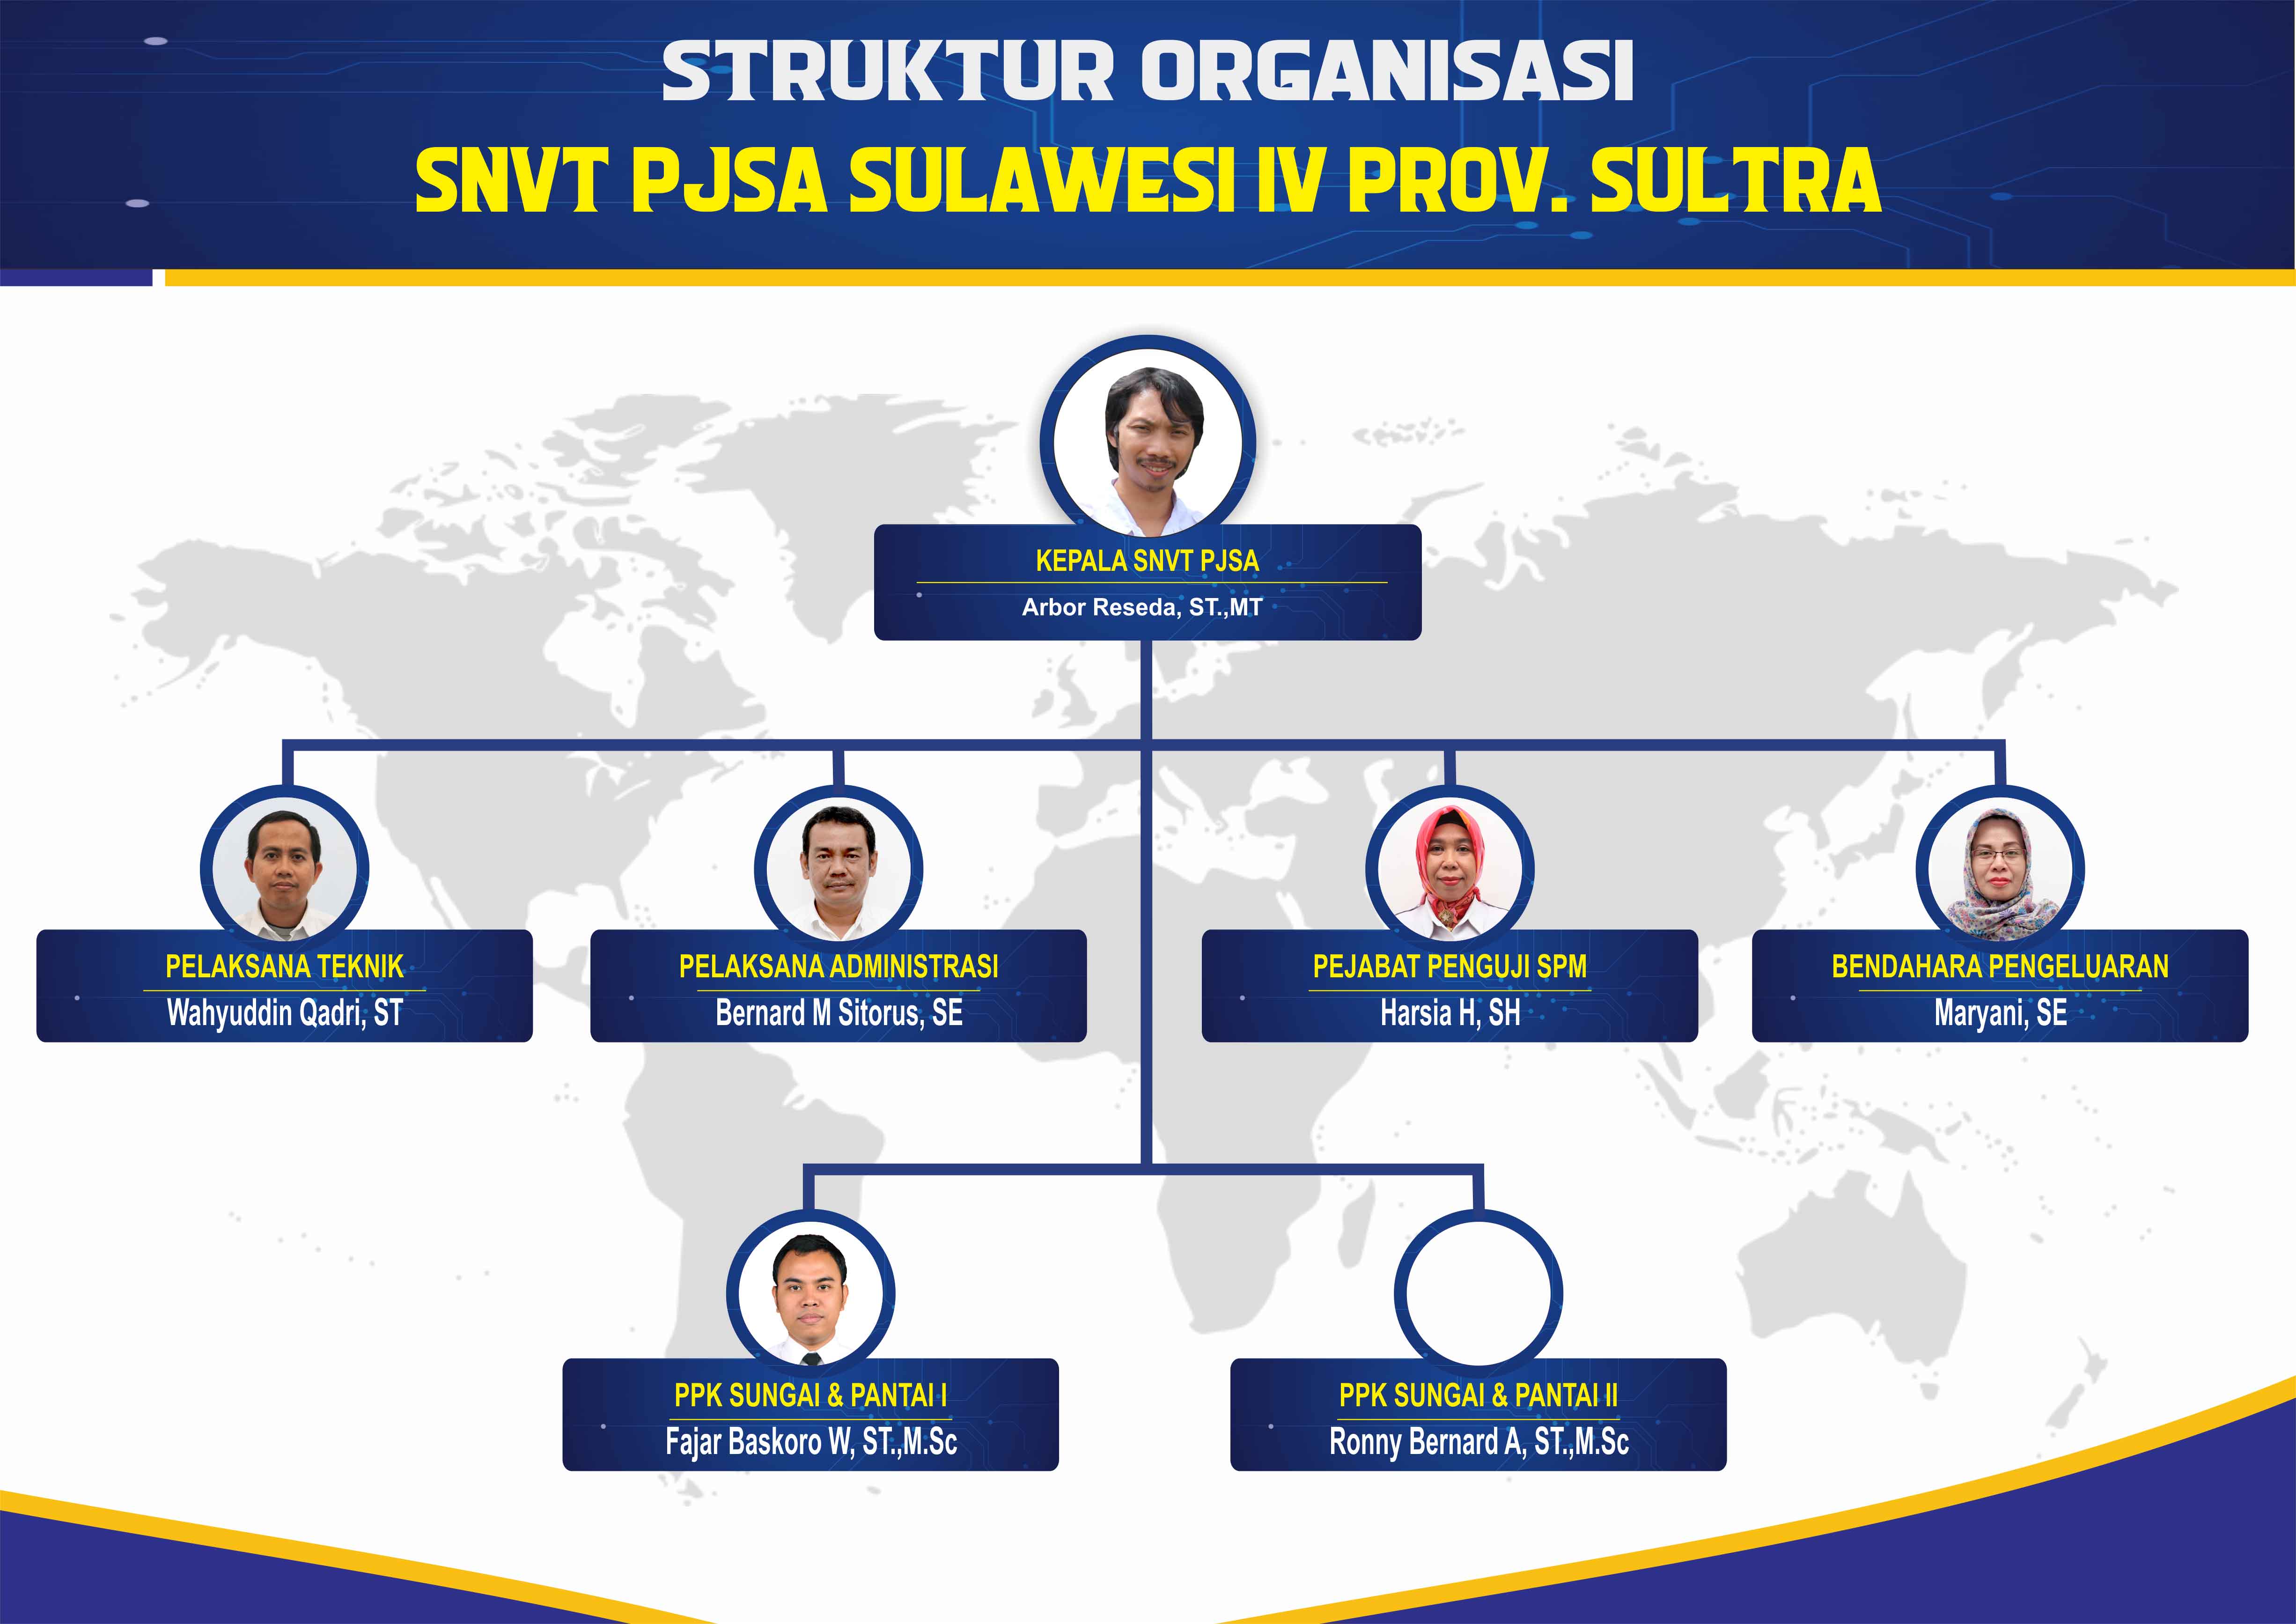 STRUKTUR ORGANISASI
SNVT PJSA SULAWESI IV PROV. SULTRA
KEPALA SNVT PJSA
Arbor Reseda, ST.,MT
PELAKSANA TEKNIK
Wahyuddin Qadri, ST
PELAKSANA ADMINISTRASI
Bernard M Sitorus, SE
PEJABAT PENGUJI SPM
Harsia H, SH
BENDAHARA PENGELUARAN
Maryani, SE
PPK SUNGAI & PANTAI I
Fajar Baskoro W, ST.,M.Sc
PPK SUNGAI & PANTAI II
Ronny Bernard A, ST.,M.Sc